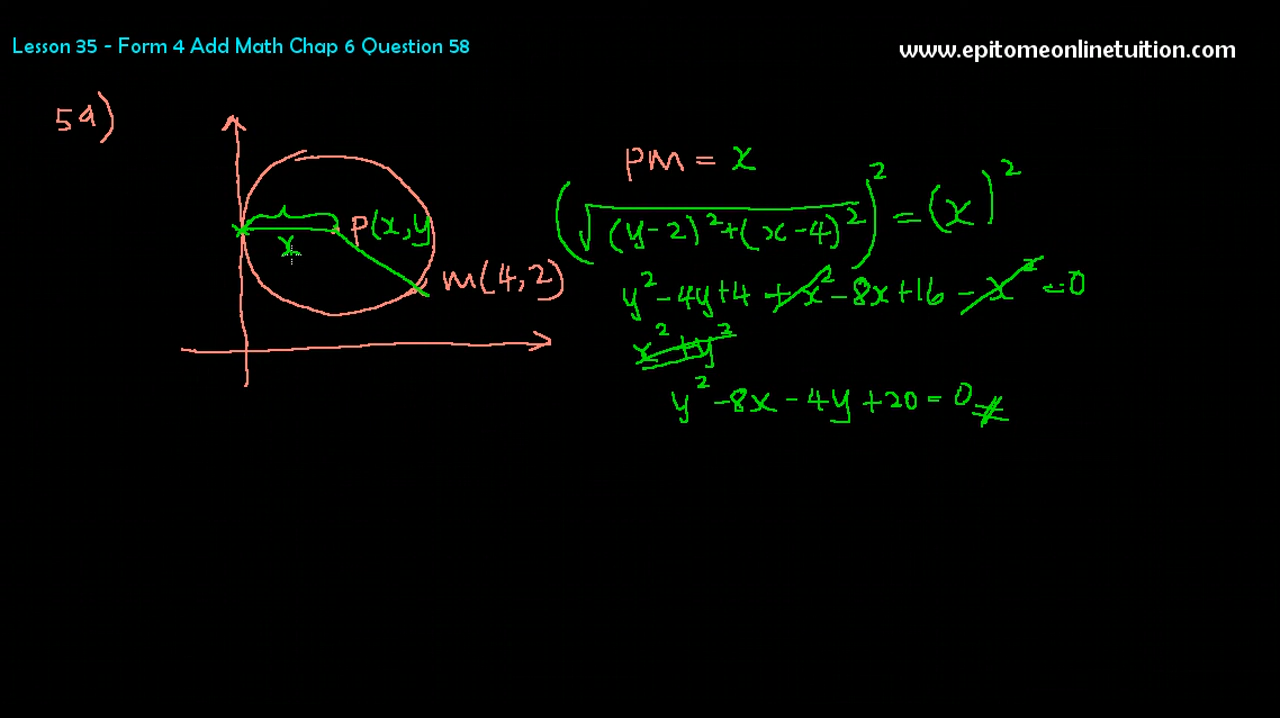 Lesson 35 - Form 4 Add Math Chap 6 Question 58
www.epitomeonlinetuition.com
5a)
PM = x
(√(y-2)²+(x-4)²)² = (x)²
P(x,y
x
M(4,2)
y² -4y+4 +x² -8x+16 -x² =0
x²+y²
y² -8x -4y +20 = 0